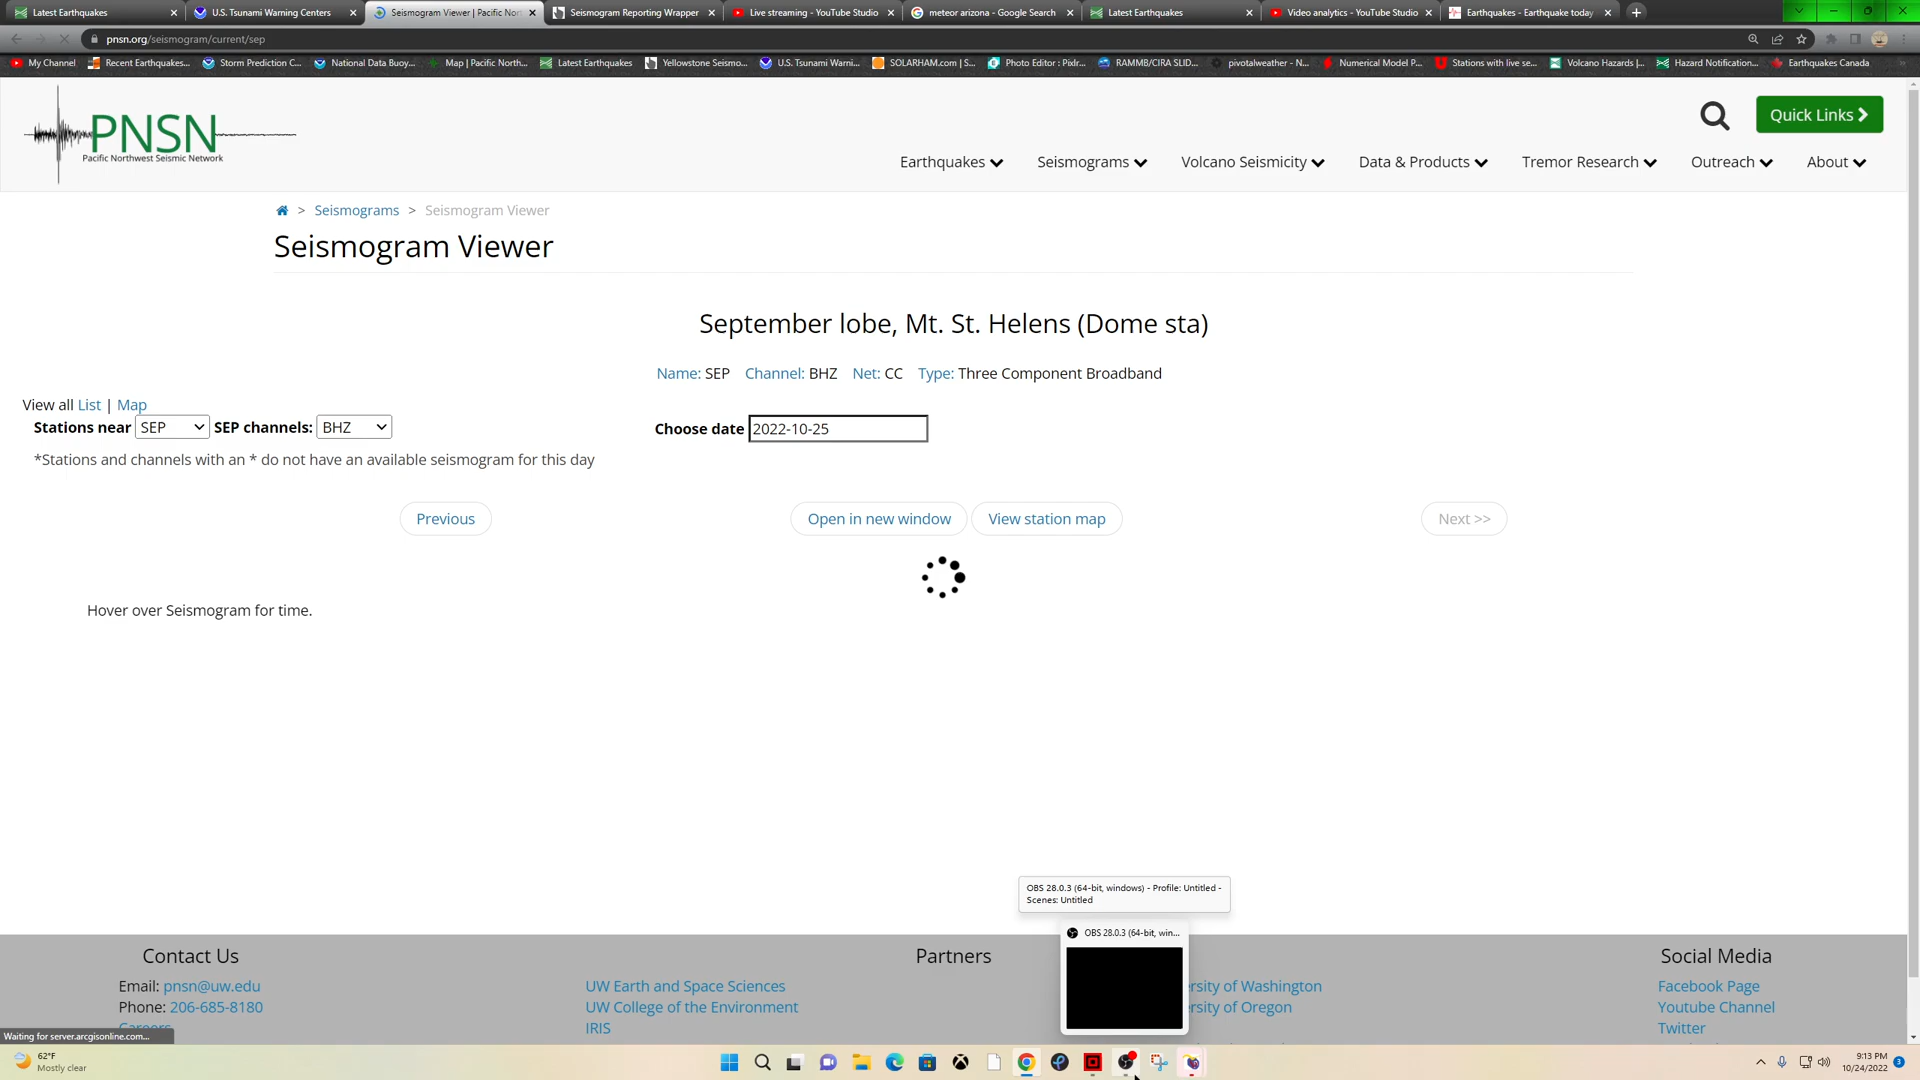 Latest Earthquakes
U.S. Tsunami Warning Centers
Seismogram Viewer | Pacific Nor
Seismogram Reporting Wrapper
Live streaming - YouTube Studio
meteor arizona - Google Search
Latest Earthquakes
Video analytics - YouTube Studio
Earthquakes - Earthquake today
pnsn.org/seismogram/current/sep
My Channel
Recent Earthquakes...
Storm Prediction C...
National Data Buoy...
Map | Pacific North...
Latest Earthquakes
Yellowstone Seismo...
U.S. Tsunami Warni...
SOLARHAM.com | S...
Photo Editor : Pixlr...
RAMMB/CIRA SLID...
pivotalweather - N...
Numerical Model P...
Stations with live se...
Volcano Hazards |...
Hazard Notification...
Earthquakes Canada
PNSN
Pacific Northwest Seismic Network
Quick Links
Earthquakes
Seismograms
Volcano Seismicity
Data & Products
Tremor Research
Outreach
About
> Seismograms > Seismogram Viewer
Seismogram Viewer
September lobe, Mt. St. Helens (Dome sta)
Name: SEP Channel: BHZ Net: CC Type: Three Component Broadband
View all List | Map
Stations near SEP SEP channels: BHZ
Choose date 2022-10-25
*Stations and channels with an * do not have an available seismogram for this day
Previous
Open in new window
View station map
Next >>
Hover over Seismogram for time.
OBS 28.0.3 (64-bit, windows) - Profile: Untitled -
Scenes: Untitled
OBS 28.0.3 (64-bit, win...
Contact Us
Email: pnsn@uw.edu
Phone: 206-685-8180
Careers
UW Earth and Space Sciences
UW College of the Environment
IRIS
Partners
ersity of Washington
ersity of Oregon
Social Media
Facebook Page
Youtube Channel
Twitter
Waiting for server.arcgisonline.com...
62°F
Mostly clear
9:13 PM
10/24/2022
3